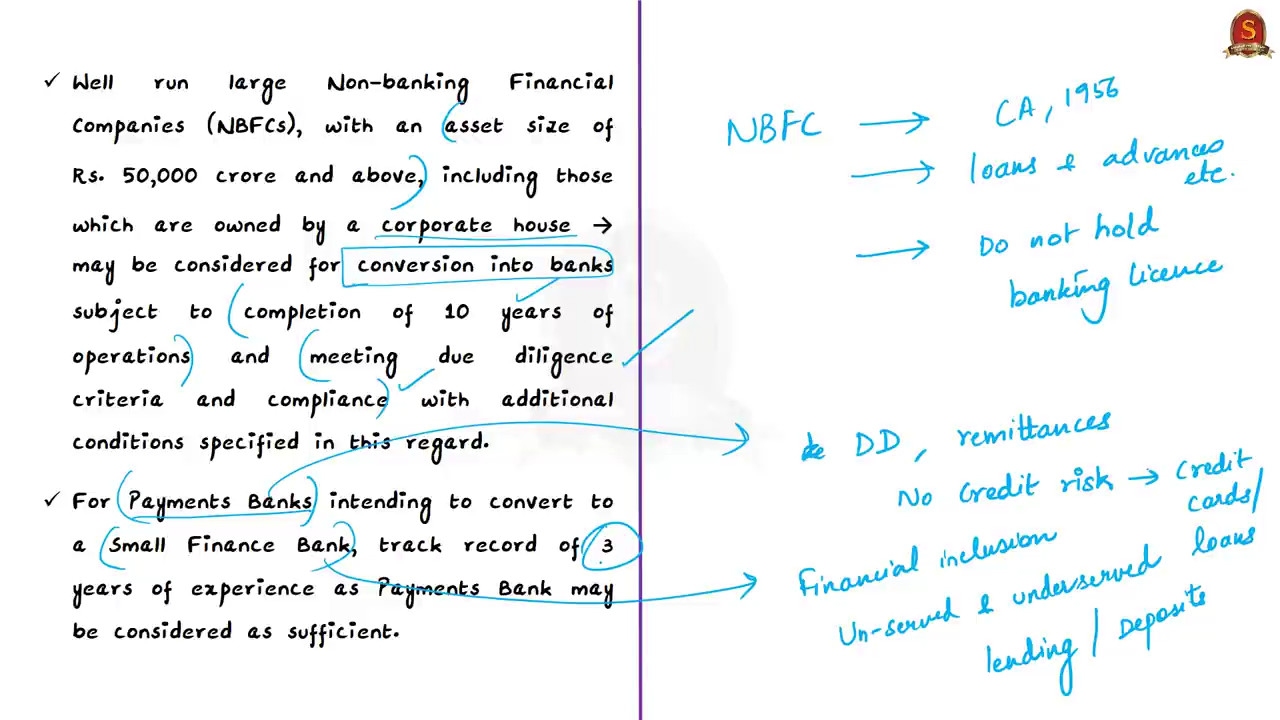 ✓ Well run large Non-banking Financial
Companies (NBFCs), with an asset size of
Rs. 50,000 crore and above, including those
which are owned by a corporate house →
may be considered for conversion into banks
subject to completion of 10 years of
operations and meeting due diligence
criteria and compliance with additional
conditions specified in this regard.
✓ For Payments Banks intending to convert to
a Small Finance Bank, track record of 3
years of experience as Payments Bank may
be considered as sufficient.
S
NBFC → CA, 1956
→ loans & advances
etc.
→ Do not hold
banking licence
DD, remittances
No Credit risk → Credit
cards/
loans
Financial inclusion
Un-served & underserved
lending / Deposits